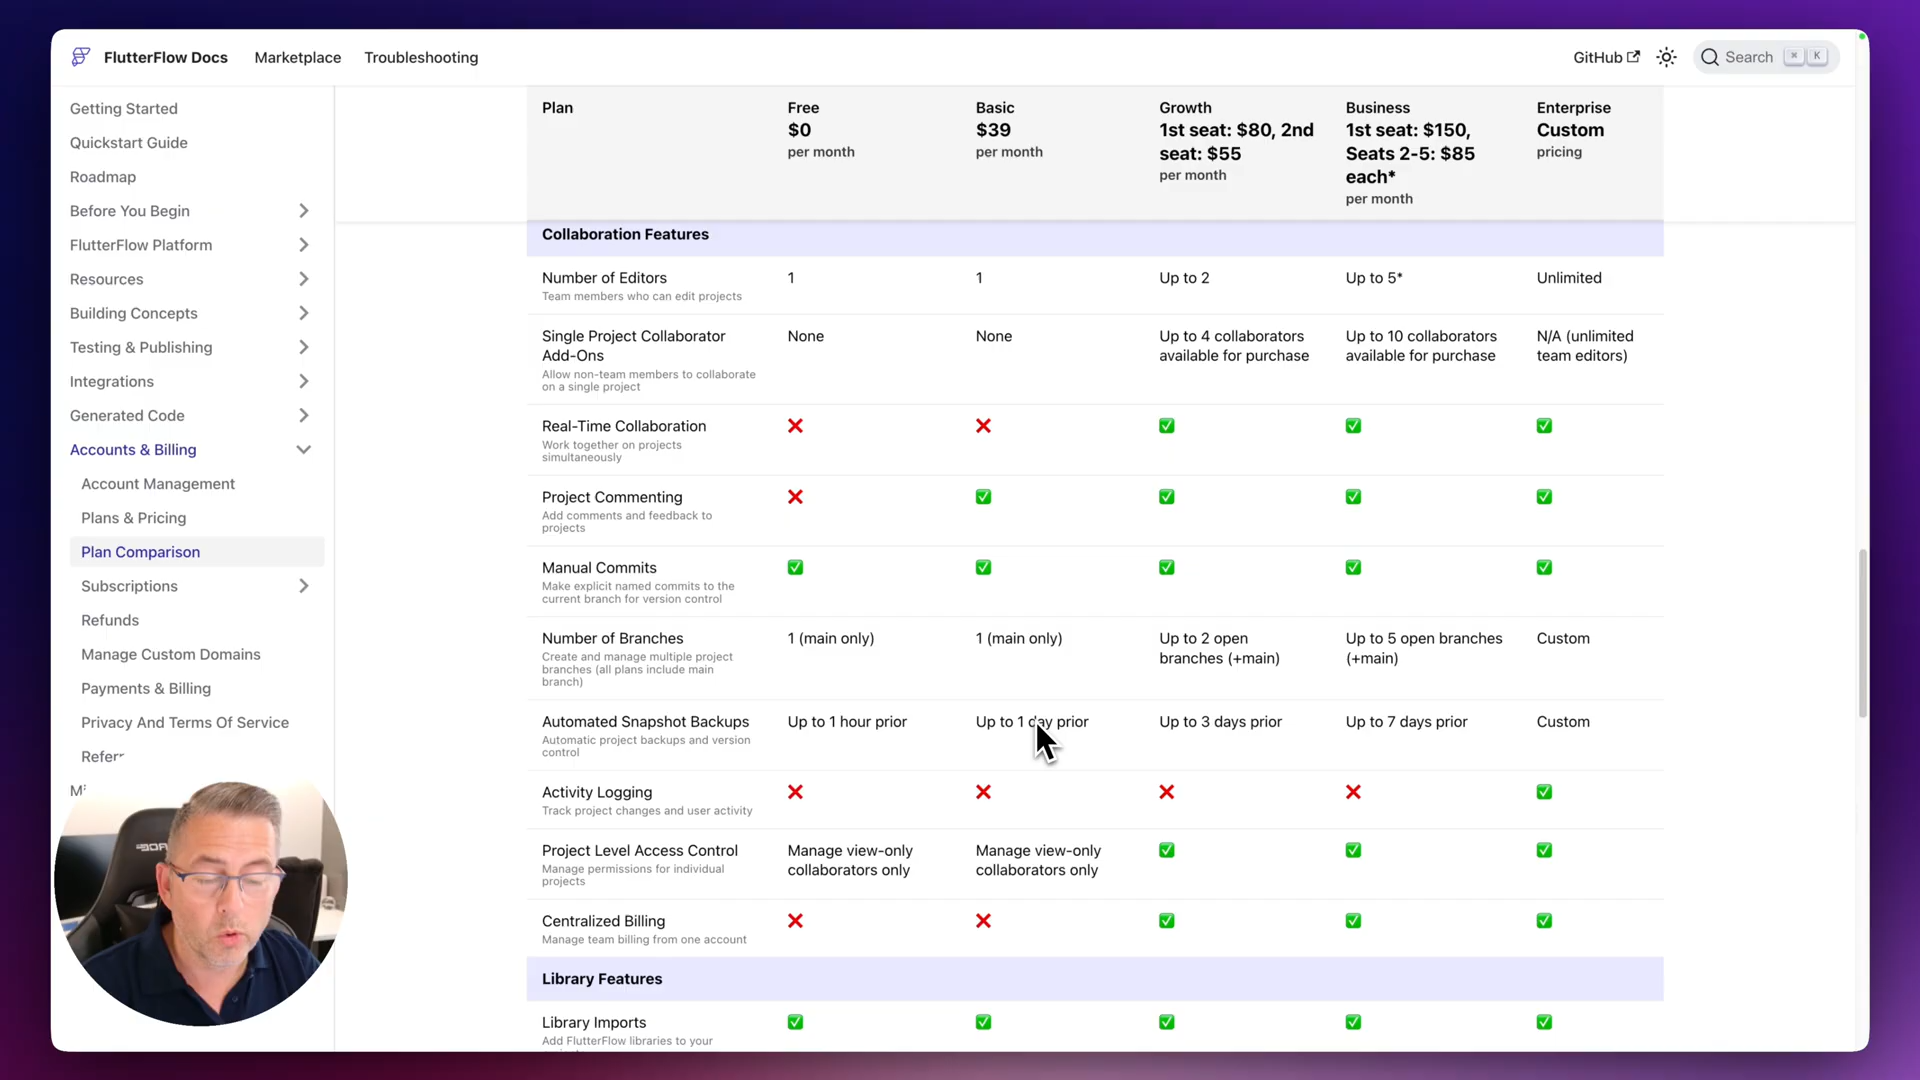 FlutterFlow Docs
Marketplace
Troubleshooting
GitHub
Search
⌘
K
Getting Started
Quickstart Guide
Roadmap
Before You Begin
FlutterFlow Platform
Resources
Building Concepts
Testing & Publishing
Integrations
Generated Code
Accounts & Billing
Account Management
Plans & Pricing
Plan Comparison
Subscriptions
Refunds
Manage Custom Domains
Payments & Billing
Privacy And Terms Of Service
Plan
Free
$0
per month
Basic
$39
per month
Growth
1st seat: $80, 2nd
seat: $55
per month
Business
1st seat: $150,
Seats 2-5: $85
each*
per month
Enterprise
Custom
pricing
Collaboration Features
Number of Editors
Team members who can edit projects
1
1
Up to 2
Up to 5*
Unlimited
Single Project Collaborator
Add-Ons
Allow non-team members to collaborate
on a single project
None
None
Up to 4 collaborators
available for purchase
Up to 10 collaborators
available for purchase
N/A (unlimited
team editors)
Real-Time Collaboration
Work together on projects
simultaneously
Project Commenting
Add comments and feedback to
projects
Manual Commits
Make explicit named commits to the
current branch for version control
Number of Branches
Create and manage multiple project
branches (all plans include main
branch)
1 (main only)
1 (main only)
Up to 2 open
branches (+main)
Up to 5 open branches
(+main)
Custom
Automated Snapshot Backups
Automatic project backups and version
control
Up to 1 hour prior
Up to 1 day prior
Up to 3 days prior
Up to 7 days prior
Custom
Activity Logging
Track project changes and user activity
Project Level Access Control
Manage permissions for individual
projects
Manage view-only
collaborators only
Manage view-only
collaborators only
Centralized Billing
Manage team billing from one account
Library Features
Library Imports
Add FlutterFlow libraries to your